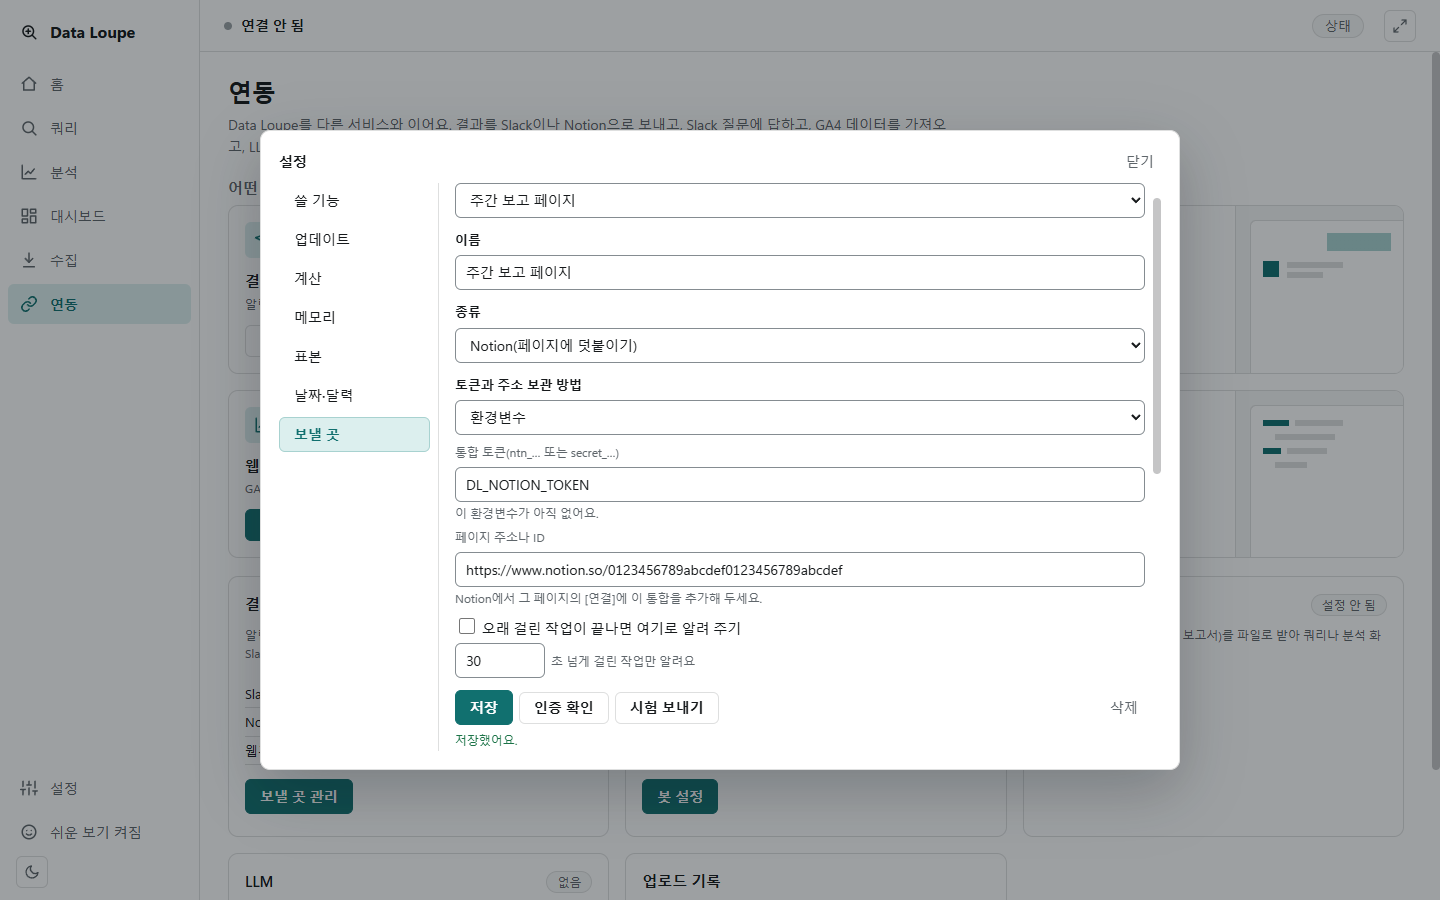 Data Loupe
홈
쿼리
분석
대시보드
수집
연동
설정
쉬운 보기 켜짐
연결 안 됨
상태
연동
Data Loupe를 다른 서비스와 이어요. 결과를 Slack이나 Notion으로 보내고, Slack 질문에 답하고, GA4 데이터를 가져오
고, LL
어떤
설정
닫기
쓸 기능
업데이트
계산
메모리
표본
날짜·달력
보낼 곳
주간 보고 페이지
이름
주간 보고 페이지
종류
Notion(페이지에 덧붙이기)
토큰과 주소 보관 방법
환경변수
통합 토큰(ntn_... 또는 secret_...)
DL_NOTION_TOKEN
이 환경변수가 아직 없어요.
페이지 주소나 ID
https://www.notion.so/0123456789abcdef0123456789abcdef
Notion에서 그 페이지의 [연결]에 이 통합을 추가해 두세요.
오래 걸린 작업이 끝나면 여기로 알려 주기
30 초 넘게 걸린 작업만 알려요
저장
인증 확인
시험 보내기
삭제
저장했어요.
설정 안 됨
보고서)를 파일로 받아 쿼리나 분석 화
보낼 곳 관리
봇 설정
LLM
없음
업로드 기록